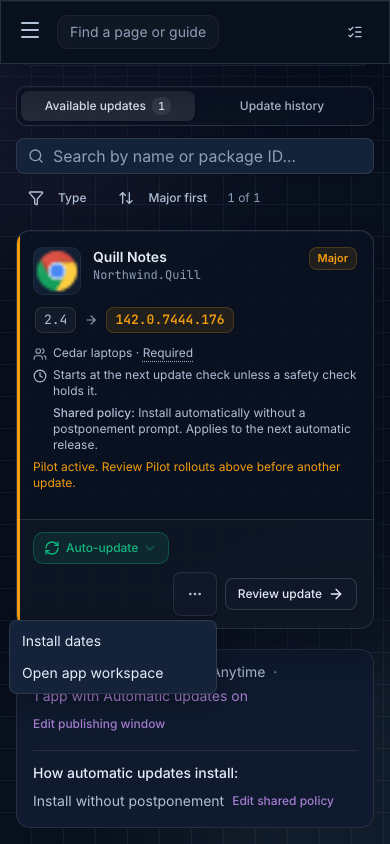 Find a page or guide
Available updates 1
Update history
Search by name or package ID...
Type
Major first
1 of 1
Quill Notes
Major
Northwind.Quill
2.4 → 142.0.7444.176
Cedar laptops · Required
Starts at the next update check unless a safety check
holds it.
Shared policy: Install automatically without a
postponement prompt. Applies to the next automatic
release.
Pilot active. Review Pilot rollouts above before another
update.
Auto-update
Review update →
Install dates
Open app workspace
Anytime ·
1 app with Automatic updates on
Edit publishing window
How automatic updates install:
Install without postponement Edit shared policy